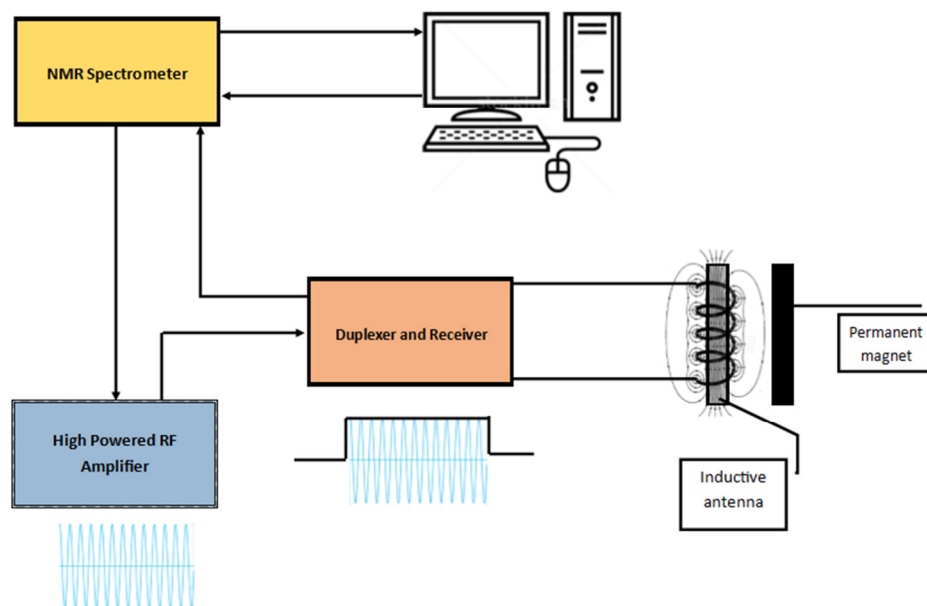 NMR Spectrometer
Duplexer and Receiver
Permanent
magnet
High Powered RF
Amplifier
Inductive
antenna